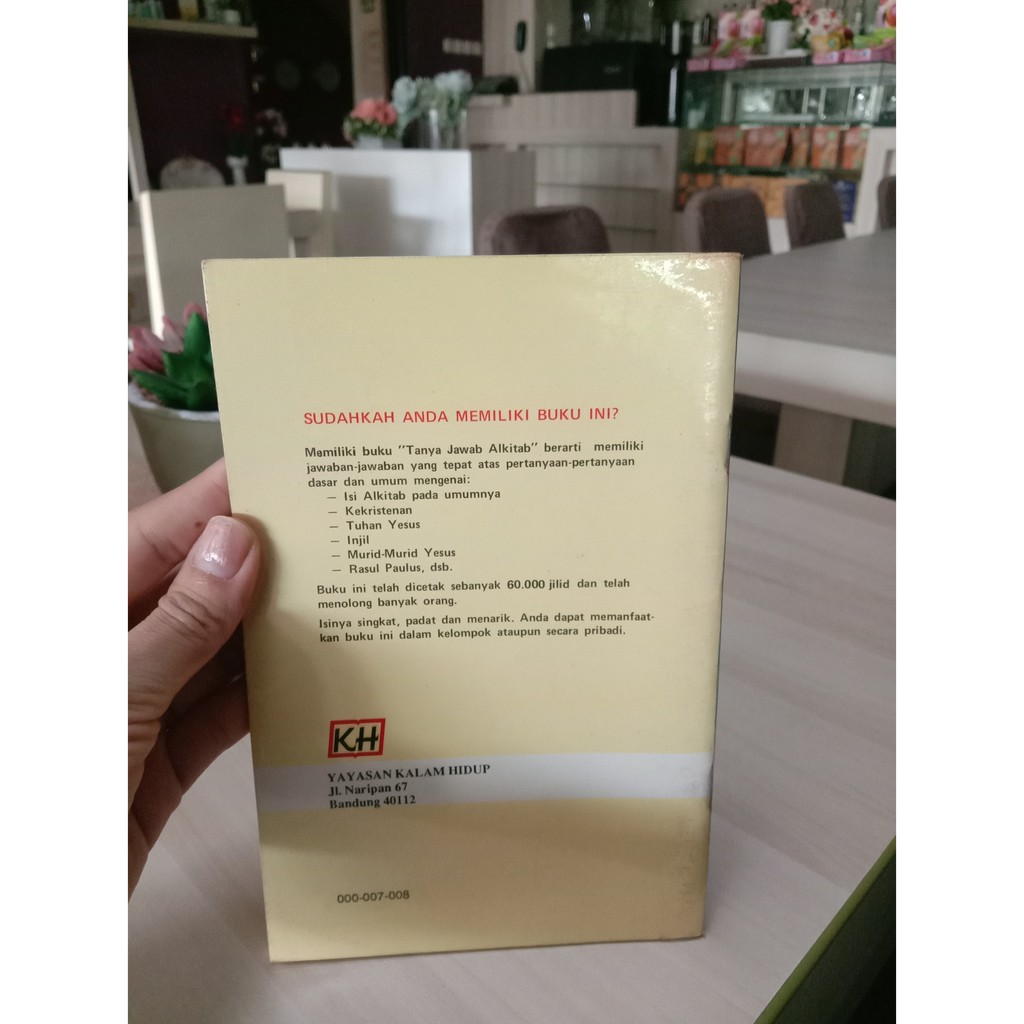 SUDAHKAH ANDA MEMILIKI BUKU INI?
Memiliki buku "Tanya Jawab Alkitab" berarti memiliki
jawaban-jawaban yang tepat atas pertanyaan-pertanyaan
dasar dan umum mengenai:
— Isi Alkitab pada umumnya
— Kekristenan
— Tuhan Yesus
— Injil
— Murid-Murid Yesus
— Rasul Paulus, dsb.
Buku ini telah dicetak sebanyak 60.000 jilid dan telah
menolong banyak orang.
Isinya singkat, padat dan menarik. Anda dapat memanfaat-
kan buku ini dalam kelompok ataupun secara pribadi.
KH
YAYASAN KALAM HIDUP
Jl. Naripan 67
Bandung 40112
000-007-008